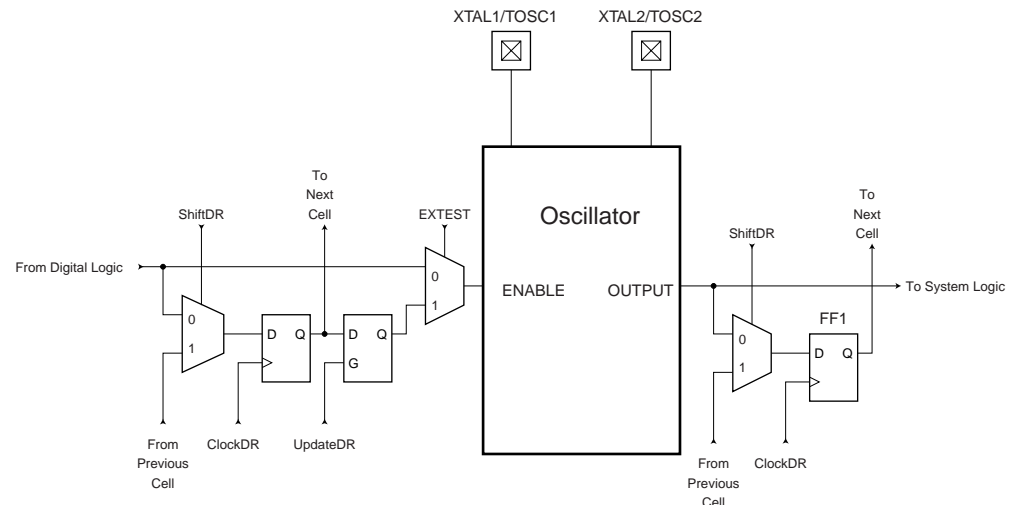 XTAL1/TOSC1 XTAL2/TOSC2
To
Next
Cell
ShiftDR
EXTEST
From Digital Logic
0
1
0
1
D Q
D Q
G
From
Previous
Cell
ClockDR
UpdateDR
Oscillator
ENABLE OUTPUT
To
Next
Cell
ShiftDR
To System Logic
FF1
0
1
D Q
From
Previous
Cell
ClockDR